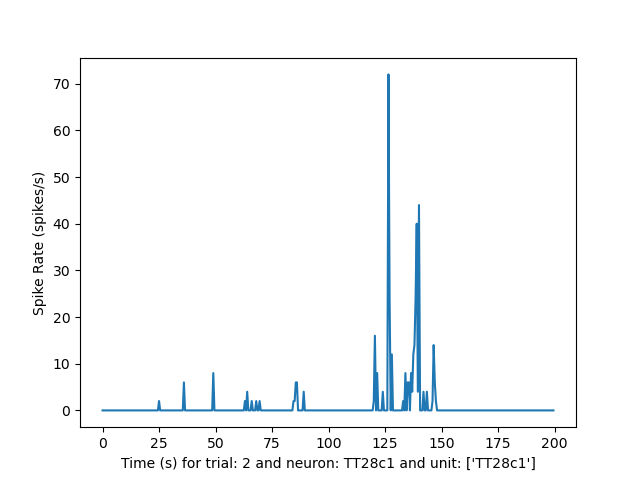 70
60
50
40
30
20
10
0
Spike Rate (spikes/s)
0 25 50 75 100 125 150 175 200
Time (s) for trial: 2 and neuron: TT28c1 and unit: ['TT28c1']